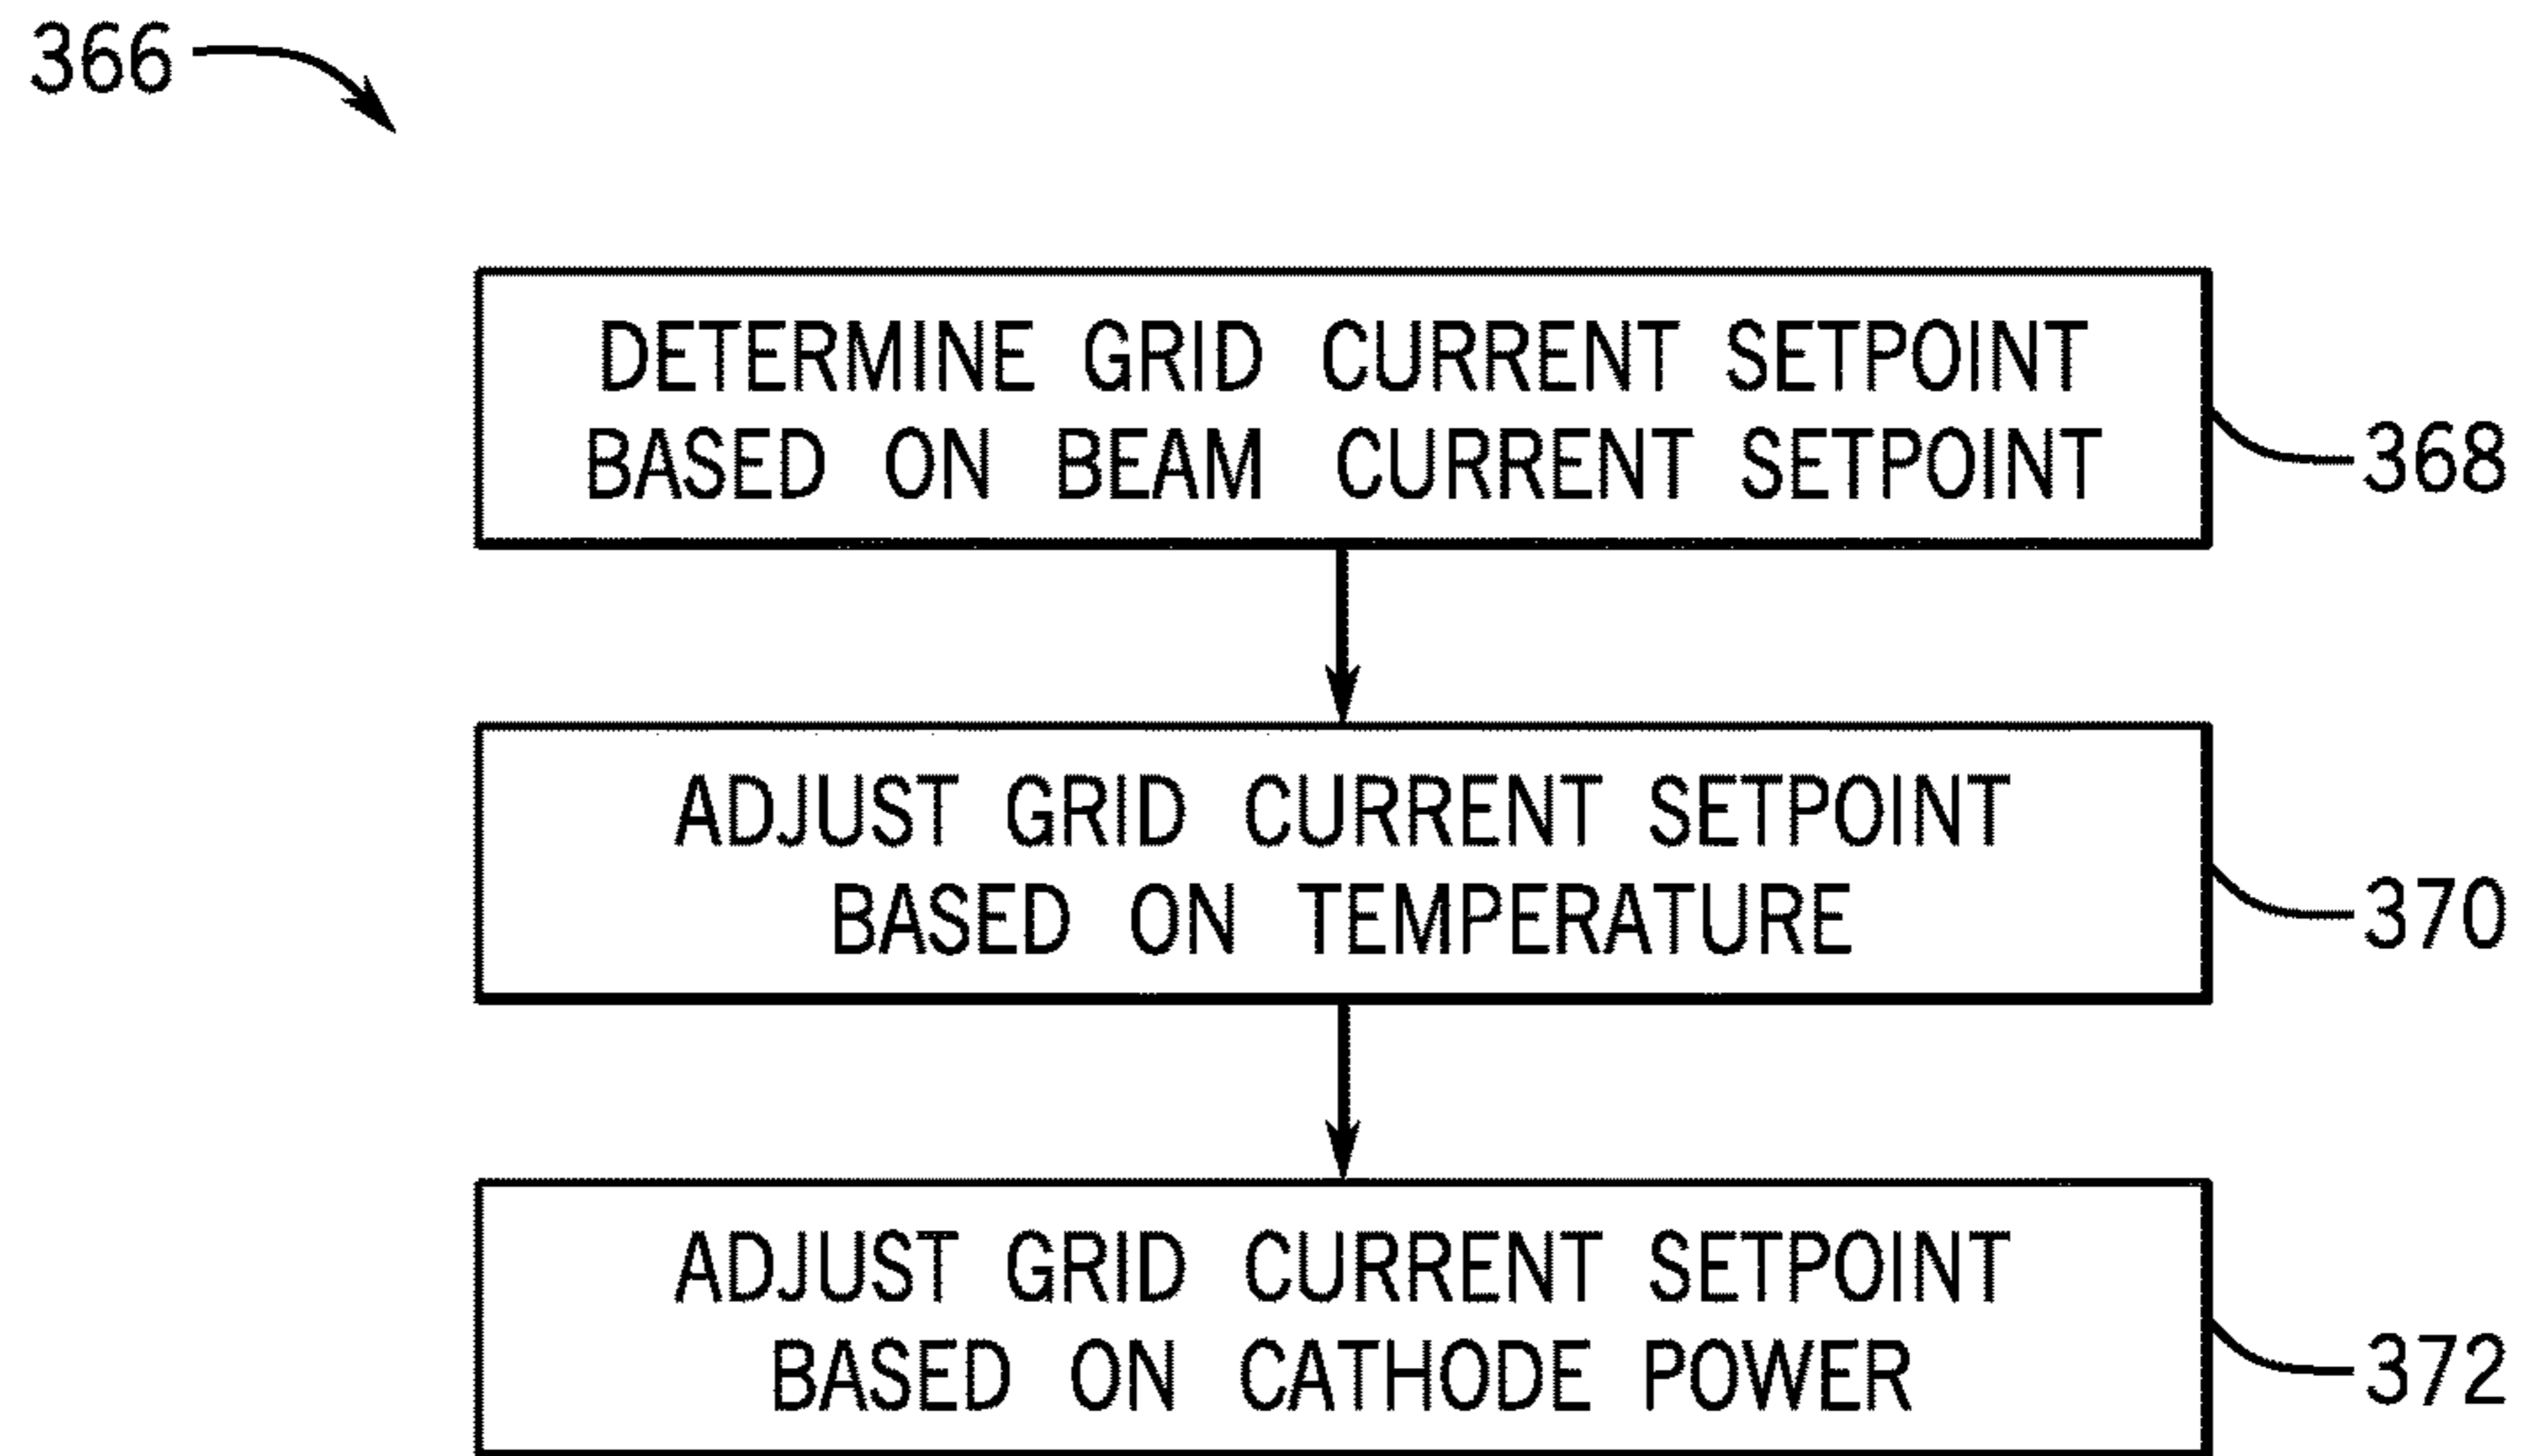 366
DETERMINE GRID CURRENT SETPOINT
BASED ON BEAM CURRENT SETPOINT
368
ADJUST GRID CURRENT SETPOINT
BASED ON TEMPERATURE
370
ADJUST GRID CURRENT SETPOINT
BASED ON CATHODE POWER
372